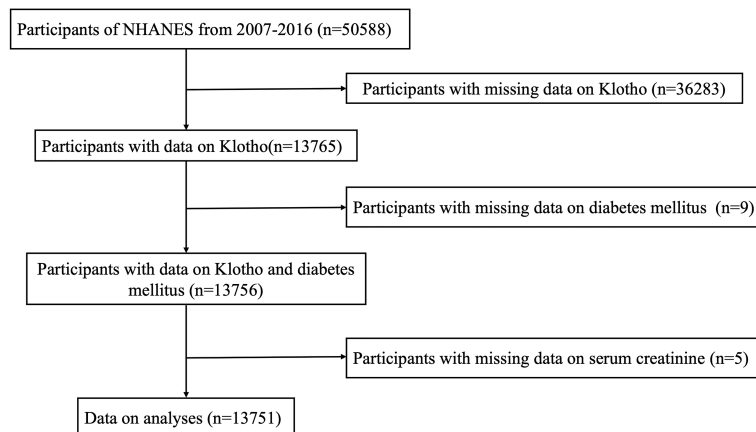 Participants of NHANES from 2007-2016 (n=50588)
Participants with missing data on Klotho (n=36283)
Participants with data on Klotho(n=13765)
Participants with missing data on diabetes mellitus (n=9)
Participants with data on Klotho and diabetes
mellitus (n=13756)
Participants with missing data on serum creatinine (n=5)
Data on analyses (n=13751)